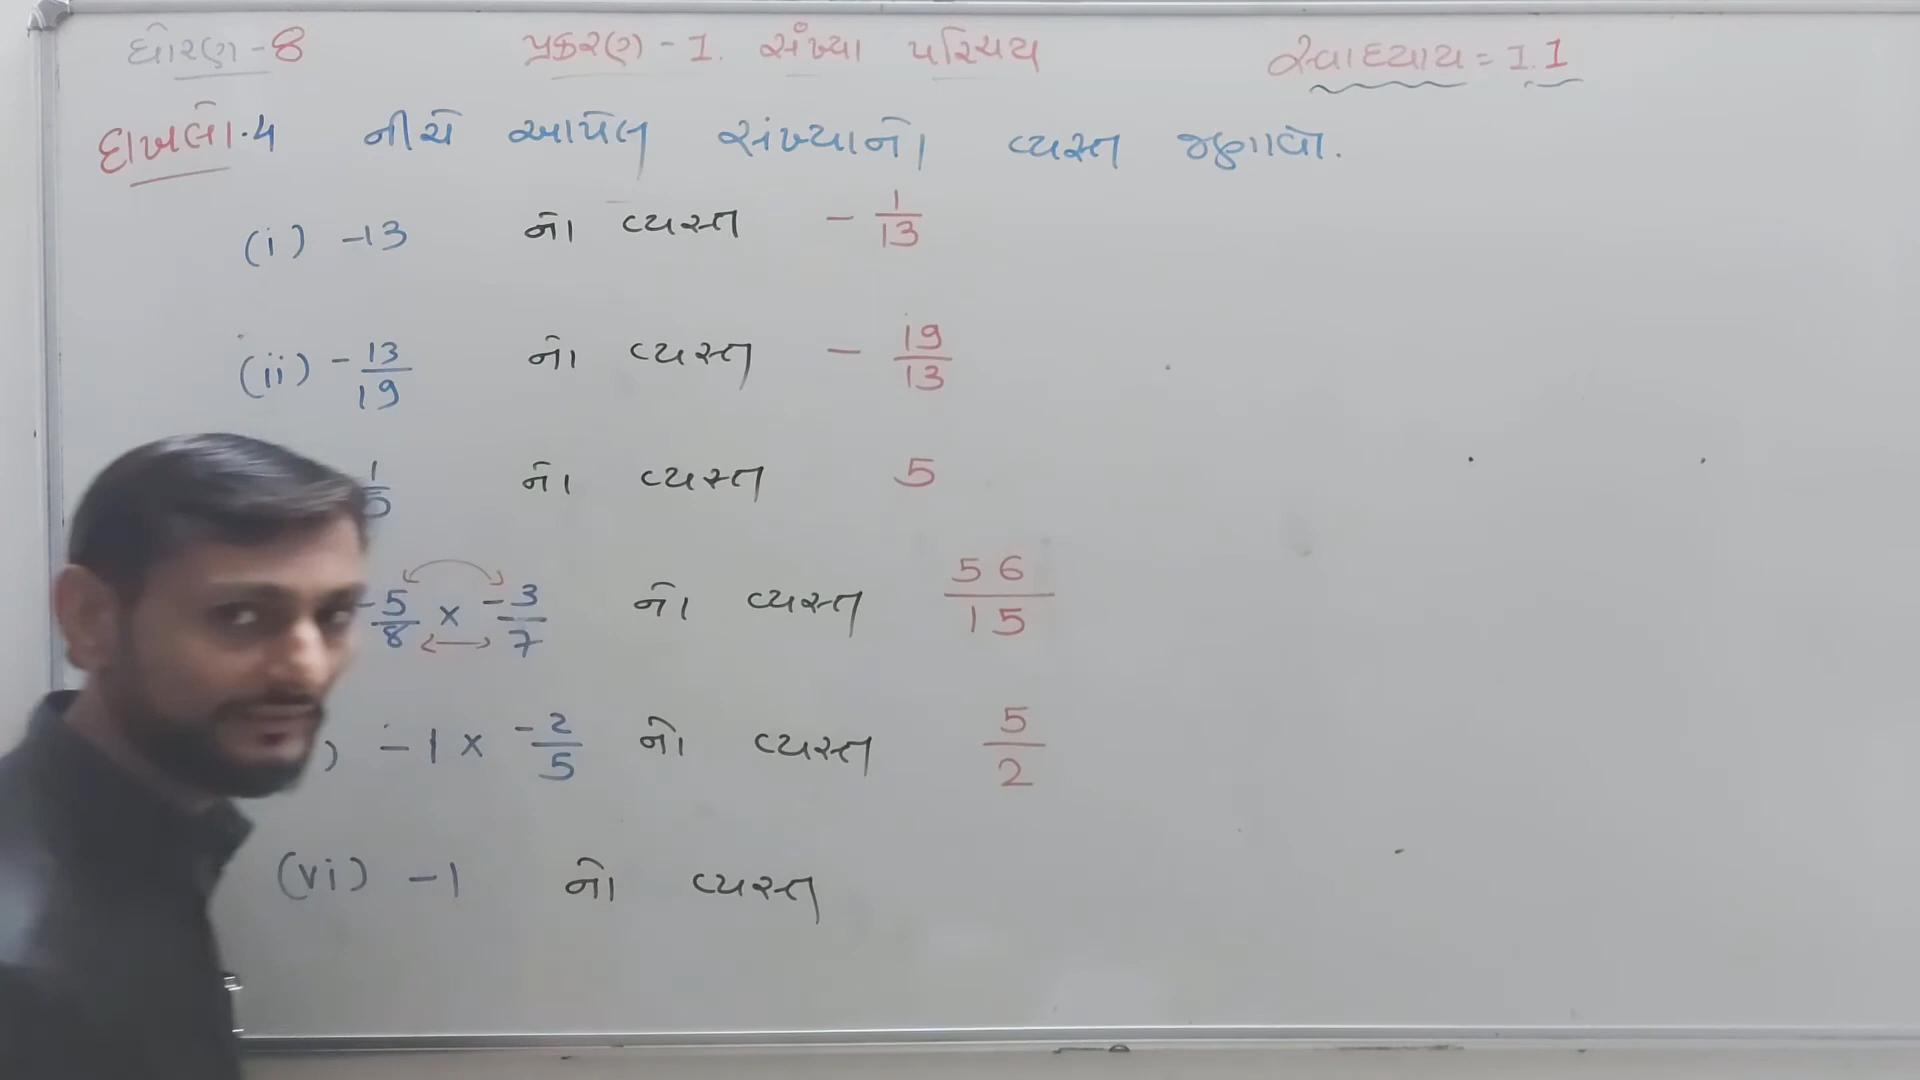 ધોરણ - 8 પ્રકરણ - 1. સંખ્યા પરિચય સ્વાધ્યાય = 1.1
દાખલો.4 નીચે આપેલ સંખ્યાનો વ્યસ્ત જણાવો.
(i) -13 નો વ્યસ્ત - 1/13
(ii) - 13/19 નો વ્યસ્ત - 19/13
1/5 નો વ્યસ્ત 5
-5/8 × -3/7 નો વ્યસ્ત 56/15
) -1 × -2/5 નો વ્યસ્ત 5/2
(vi) -1 નો વ્યસ્ત